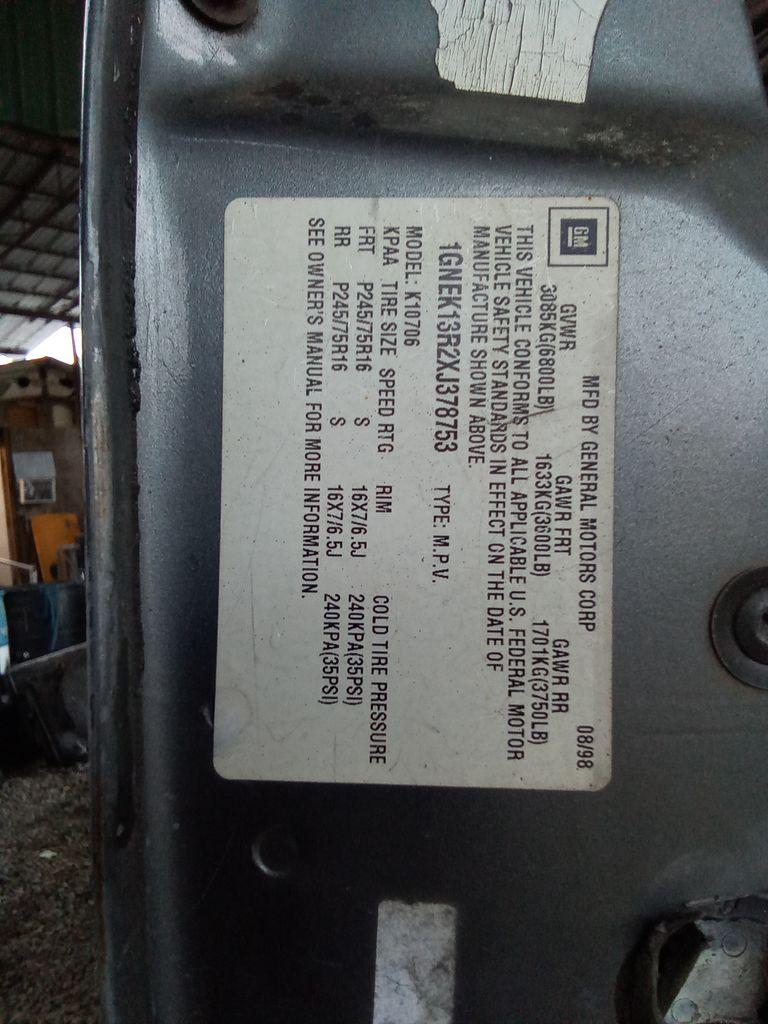 GM
MFD BY GENERAL MOTORS CORP 08/98
GVWR GAWR FRT GAWR RR
3085KG(6800LB) 1633KG(3600LB) 1701KG(3750LB)
THIS VEHICLE CONFORMS TO ALL APPLICABLE U.S. FEDERAL MOTOR
VEHICLE SAFETY STANDARDS IN EFFECT ON THE DATE OF
MANUFACTURE SHOWN ABOVE.
1GNEK13R2XJ378753 TYPE: M.P.V.
MODEL: K10706
KPAA TIRE SIZE SPEED RTG RIM COLD TIRE PRESSURE
FRT P245/75R16 S 16X7/6.5J 240KPA(35PSI)
RR P245/75R16 S 16X7/6.5J 240KPA(35PSI)
SEE OWNER'S MANUAL FOR MORE INFORMATION.